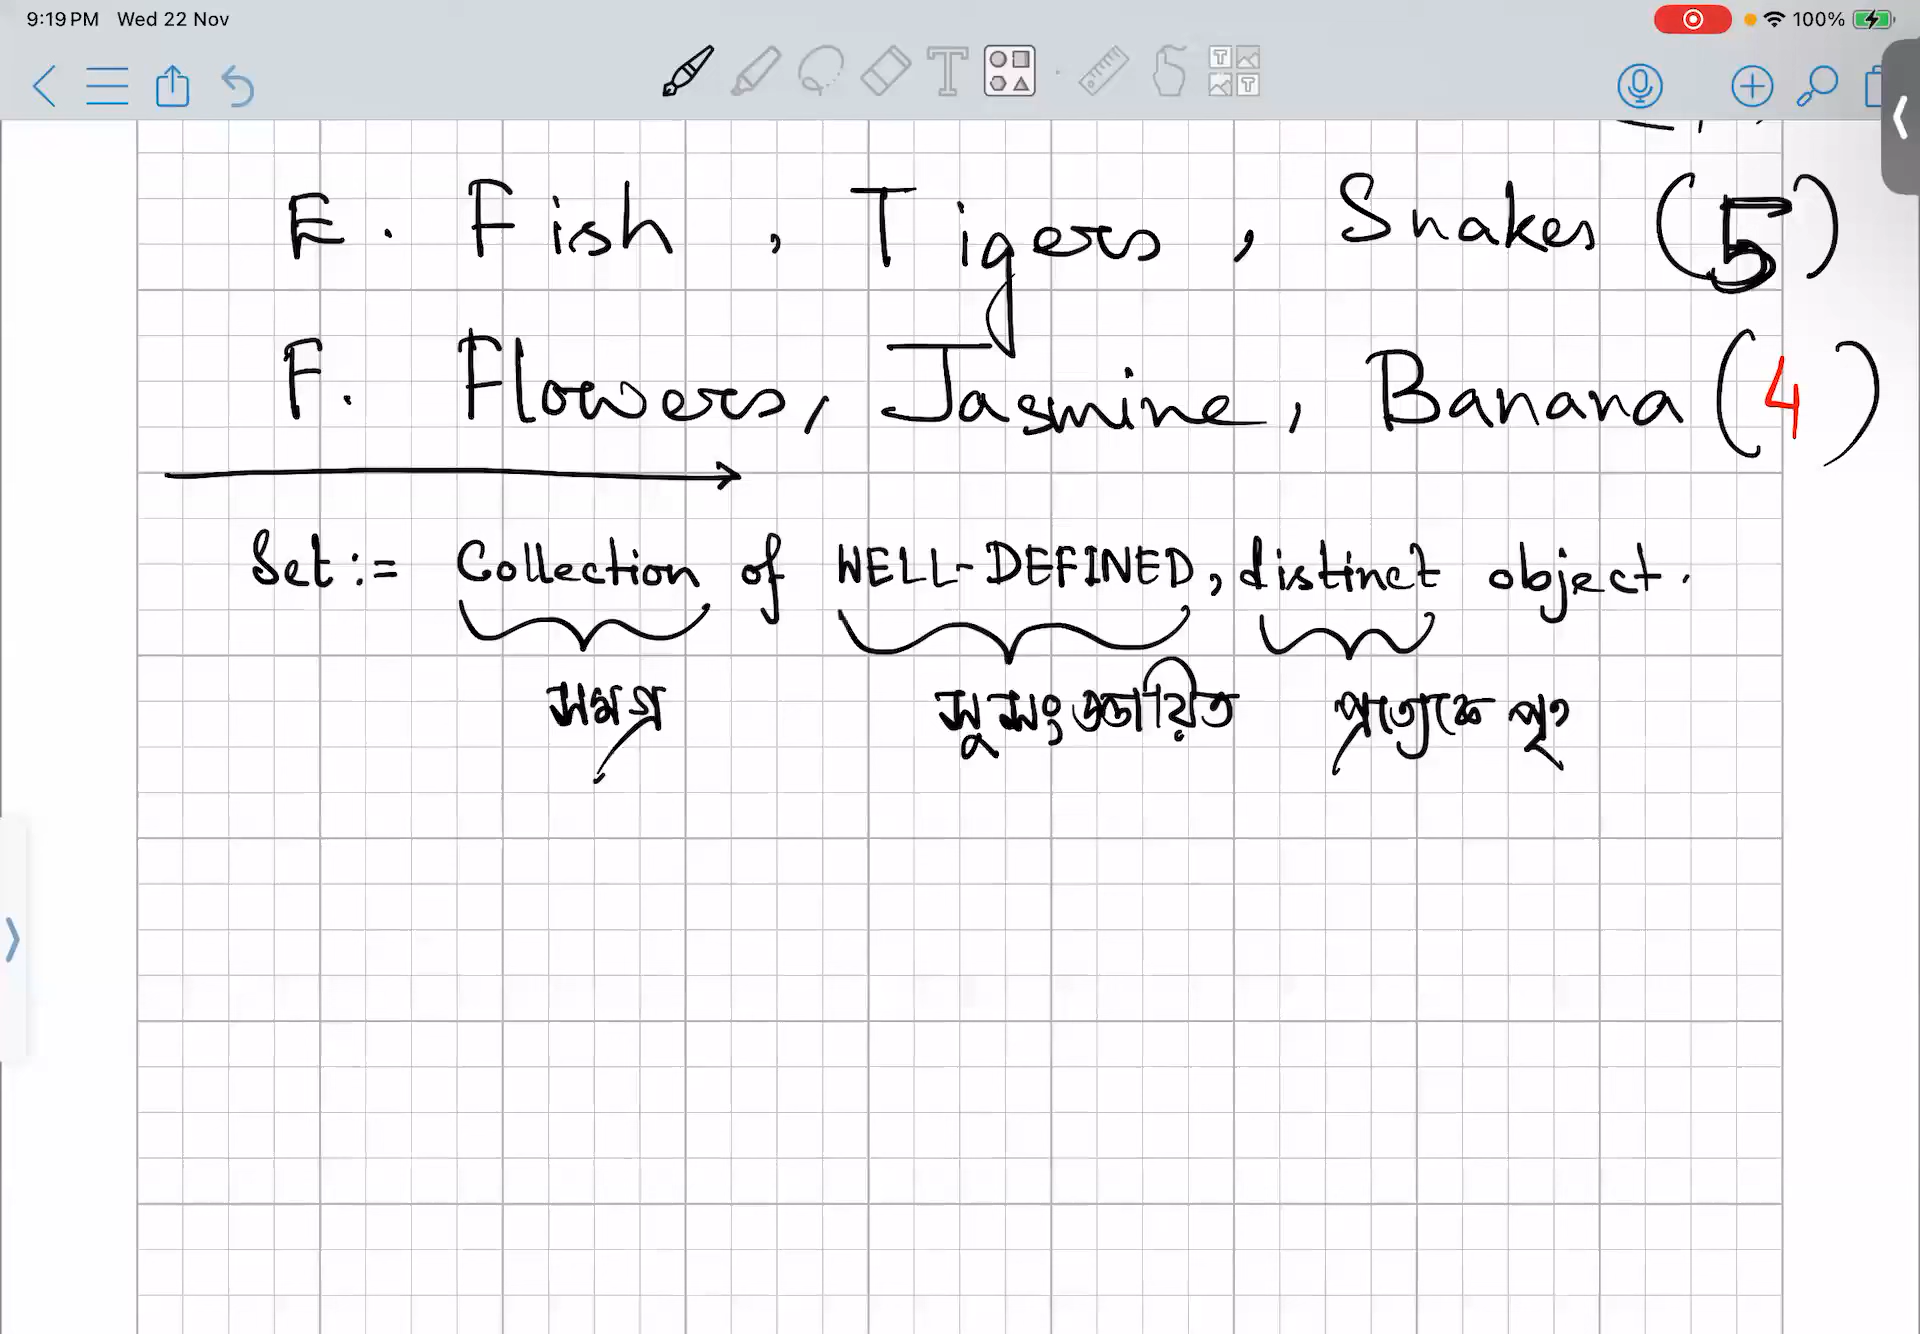 9:19 PM Wed 22 Nov 100%
E. Fish, Tigers, Snakes (5)
F. Flowers, Jasmine, Banana (4)
Set := Collection of WELL-DEFINED, distinct object.
সমগ্র প্রত্যেকে